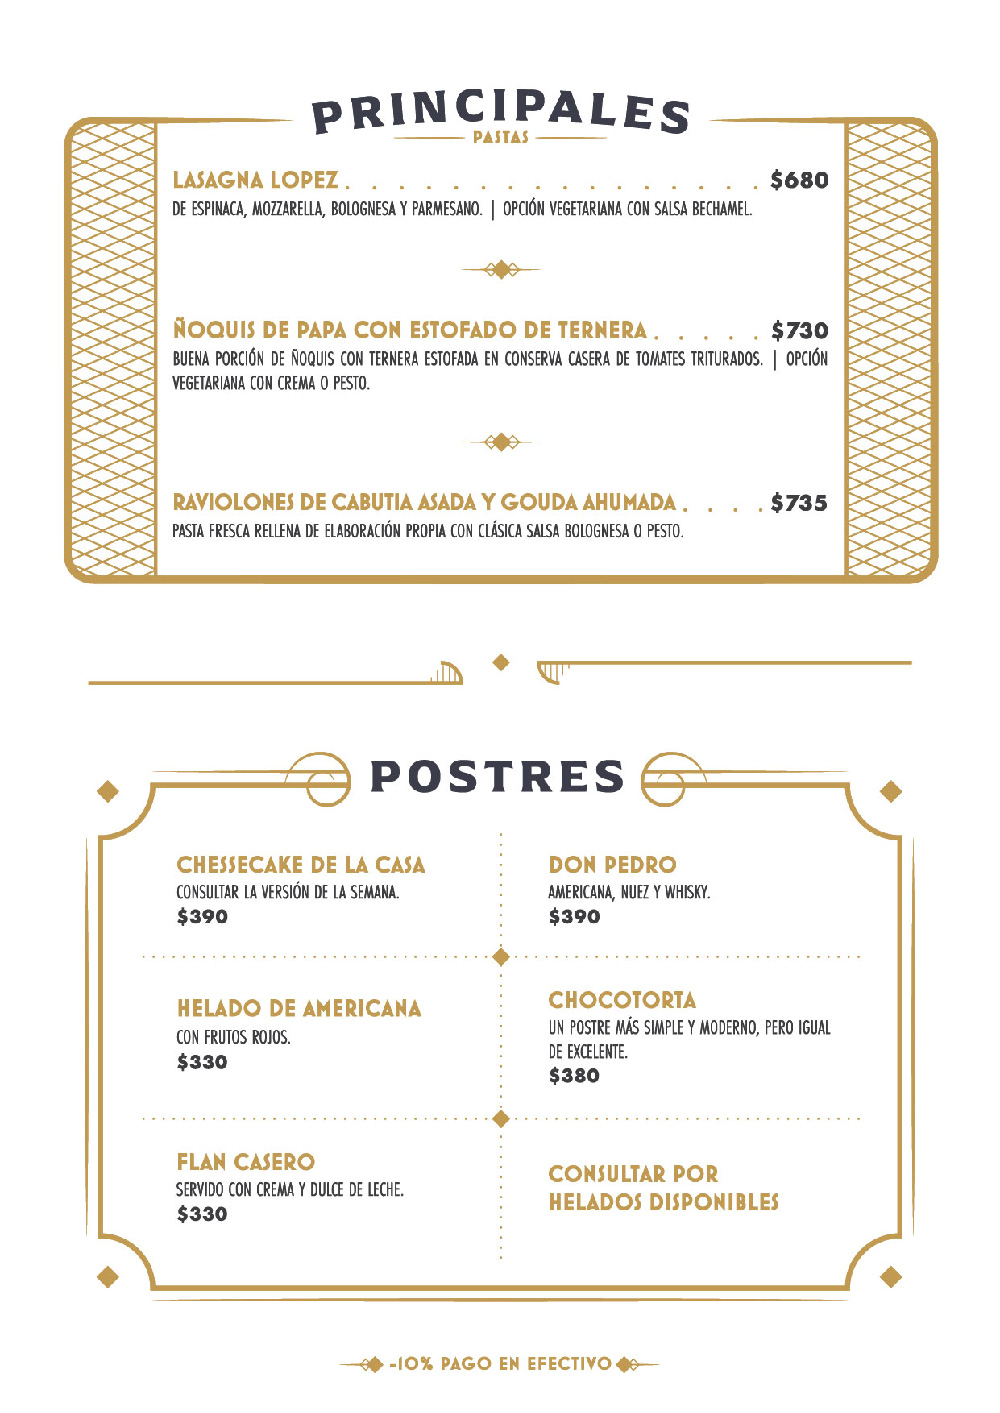 PRINCIPALES
PASTAS
LASAGNA LOPEZ . . . . . . . . . . . . . . . . $680
DE ESPINACA, MOZZARELLA, BOLOGNESA Y PARMESANO. | OPCIÓN VEGETARIANA CON SALSA BECHAMEL.
ÑOQUIS DE PAPA CON ESTOFADO DE TERNERA . . . . . $730
BUENA PORCIÓN DE ÑOQUIS CON TERNERA ESTOFADA EN CONSERVA CASERA DE TOMATES TRITURADOS. | OPCIÓN
VEGETARIANA CON CREMA O PESTO.
RAVIOLONES DE CABUTIA ASADA Y GOUDA AHUMADA . . . . $735
PASTA FRESCA RELLENA DE ELABORACIÓN PROPIA CON CLÁSICA SALSA BOLOGNESA O PESTO.
POSTRES
CHESSECAKE DE LA CASA
CONSULTAR LA VERSIÓN DE LA SEMANA.
$390
DON PEDRO
AMERICANA, NUEZ Y WHISKY.
$390
HELADO DE AMERICANA
CON FRUTOS ROJOS.
$330
CHOCOTORTA
UN POSTRE MÁS SIMPLE Y MODERNO, PERO IGUAL
DE EXCELENTE.
$380
FLAN CASERO
SERVIDO CON CREMA Y DULCE DE LECHE.
$330
CONSULTAR POR
HELADOS DISPONIBLES
-10% PAGO EN EFECTIVO